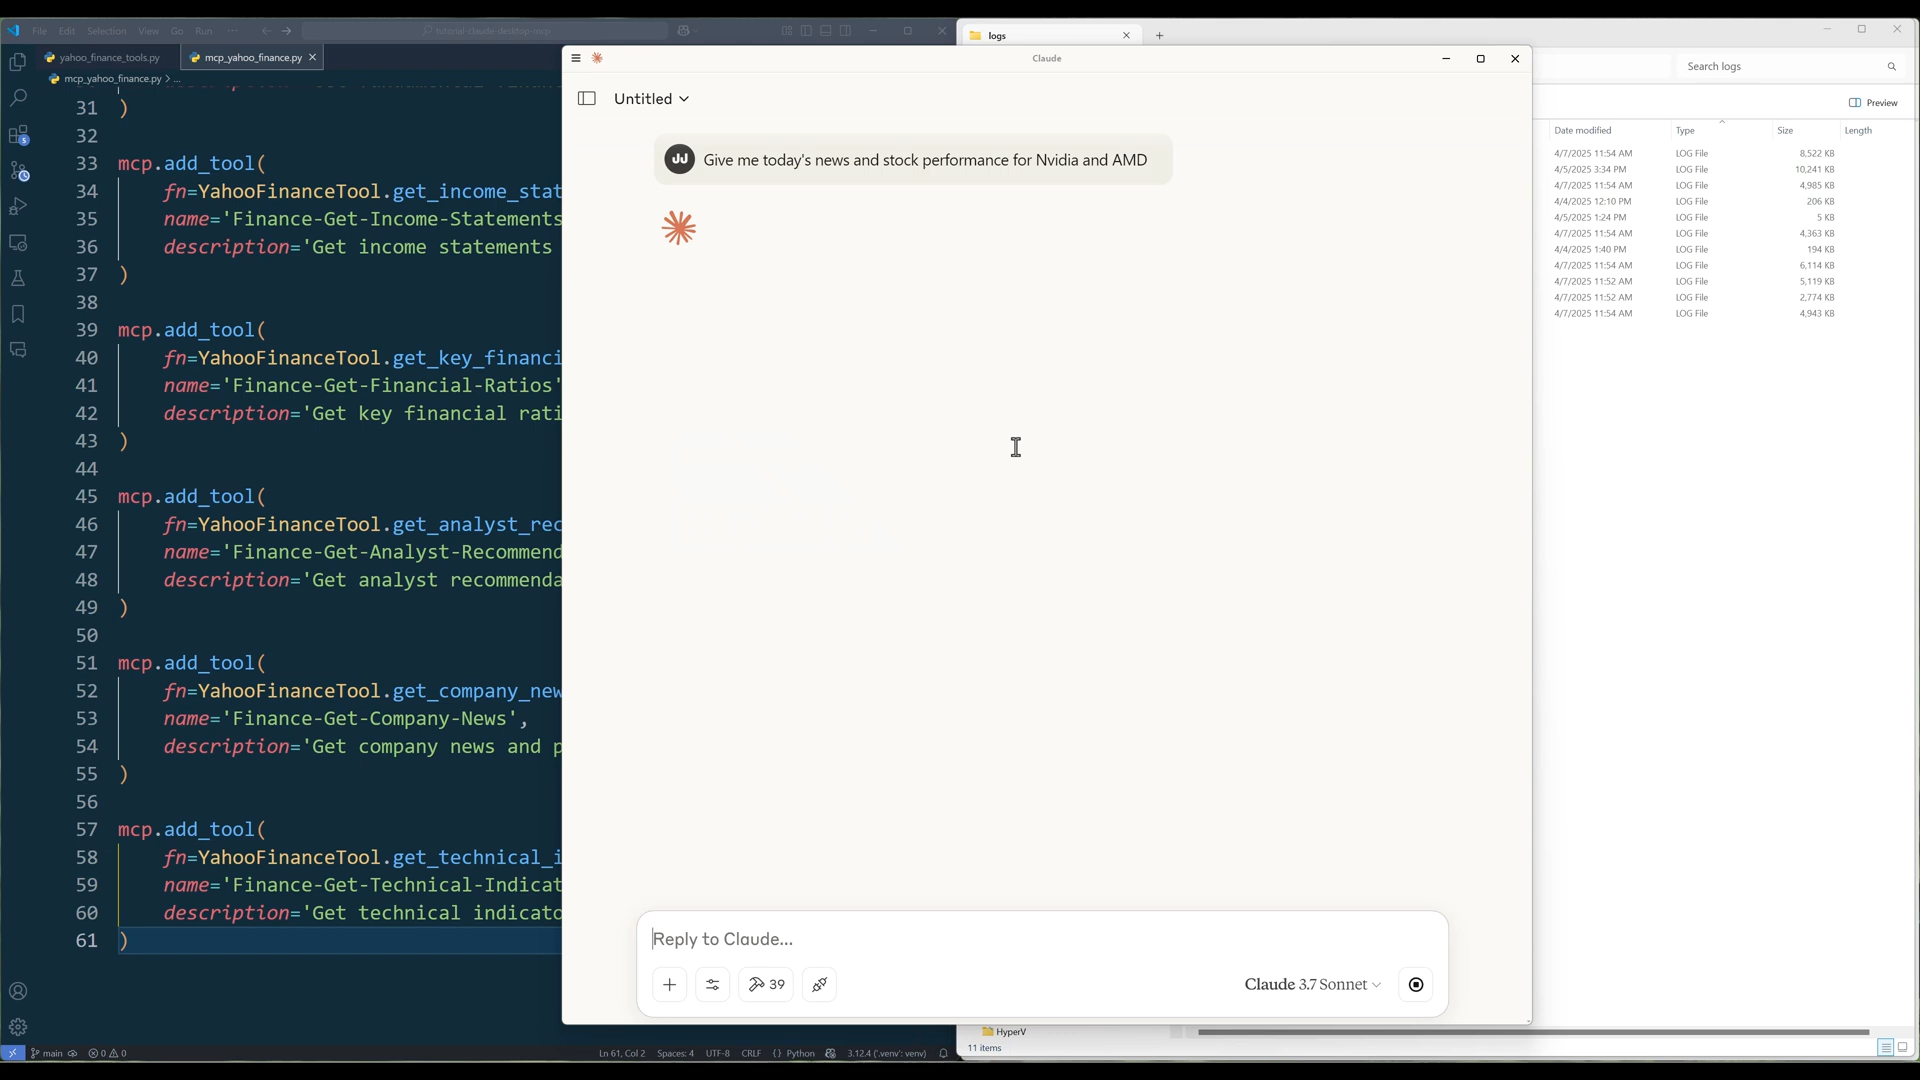 File Edit Selection View Go Run ...
tutorial-claude-desktop-mcp
yahoo_finance_tools.py
mcp_yahoo_finance.py
mcp_yahoo_finance.py > ...
31 )
32
33 mcp.add_tool(
34 fn=YahooFinanceTool.get_income_stat
35 name='Finance-Get-Income-Statements
36 description='Get income statements
37 )
38
39 mcp.add_tool(
40 fn=YahooFinanceTool.get_key_financi
41 name='Finance-Get-Financial-Ratios'
42 description='Get key financial rati
43 )
44
45 mcp.add_tool(
46 fn=YahooFinanceTool.get_analyst_rec
47 name='Finance-Get-Analyst-Recommend
48 description='Get analyst recommenda
49 )
50
51 mcp.add_tool(
52 fn=YahooFinanceTool.get_company_new
53 name='Finance-Get-Company-News',
54 description='Get company news and p
55 )
56
57 mcp.add_tool(
58 fn=YahooFinanceTool.get_technical_i
59 name='Finance-Get-Technical-Indicat
60 description='Get technical indicato
61 )
main
0 0
Ln 61, Col 2 Spaces: 4 UTF-8 CRLF {} Python 3.12.4 ('.venv': venv)
Claude
Untitled
JJ Give me today's news and stock performance for Nvidia and AMD
Reply to Claude...
39
Claude 3.7 Sonnet
logs
Search logs
Preview
Date modified Type Size Length
4/7/2025 11:54 AM LOG File 8,522 KB
4/5/2025 3:34 PM LOG File 10,241 KB
4/7/2025 11:54 AM LOG File 4,985 KB
4/4/2025 12:10 PM LOG File 206 KB
4/5/2025 1:24 PM LOG File 5 KB
4/7/2025 11:54 AM LOG File 4,363 KB
4/4/2025 1:40 PM LOG File 194 KB
4/7/2025 11:54 AM LOG File 6,114 KB
4/7/2025 11:52 AM LOG File 5,119 KB
4/7/2025 11:52 AM LOG File 2,774 KB
4/7/2025 11:54 AM LOG File 4,943 KB
HyperV
11 items